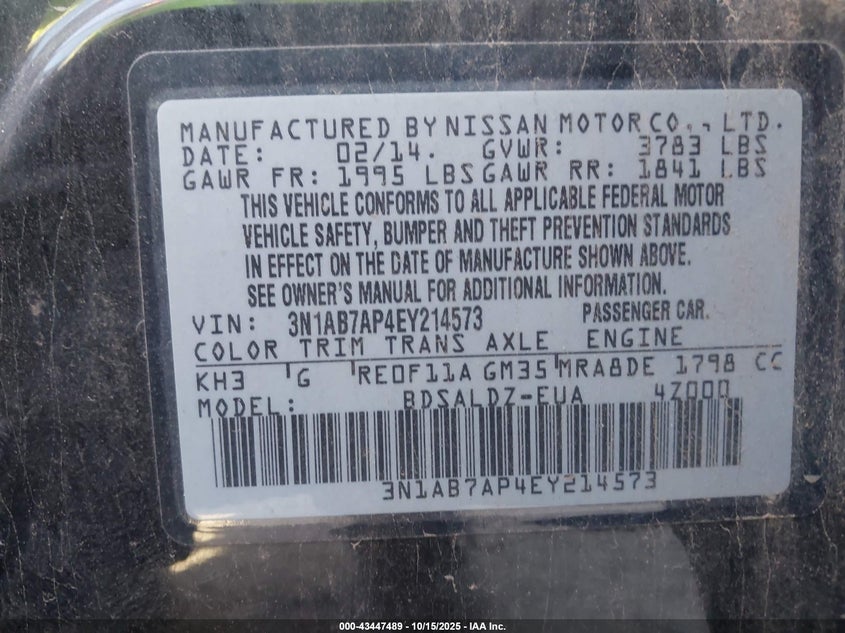 MANUFACTURED BY NISSAN MOTOR CO., LTD.
DATE: 02/14. GVWR: 3783 LBS
GAWR FR: 1995 LBS GAWR RR: 1841 LBS
THIS VEHICLE CONFORMS TO ALL APPLICABLE FEDERAL MOTOR
VEHICLE SAFETY, BUMPER AND THEFT PREVENTION STANDARDS
IN EFFECT ON THE DATE OF MANUFACTURE SHOWN ABOVE.
SEE OWNER'S MANUAL FOR ADDITIONAL INFORMATION.
VIN: 3N1AB7AP4EY214573 PASSENGER CAR.
COLOR TRIM TRANS AXLE ENGINE
KH3 G RE0F11A GM35 MRA8DE 1798 CC
MODEL: BDSALDZ-EUA 4Z000
3N1AB7AP4EY214573
000-43447489 - 10/15/2025 - IAA Inc.